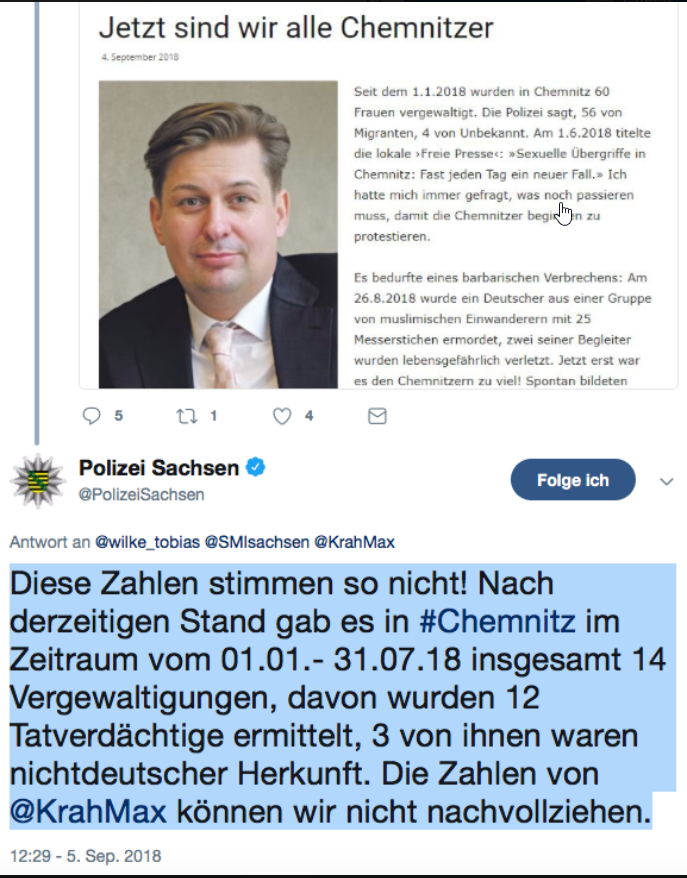 Jetzt sind wir alle Chemnitzer
4. September 2018
Seit dem 1.1.2018 wurden in Chemnitz 60
Frauen vergewaltigt. Die Polizei sagt, 56 von
Migranten, 4 von Unbekannt. Am 1.6.2018 titelte
die lokale ›Freie Presse‹: »Sexuelle Übergriffe in
Chemnitz: Fast jeden Tag ein neuer Fall.» Ich
hatte mich immer gefragt, was noch passieren
muss, damit die Chemnitzer zu
protestieren.
Es bedurfte eines barbarischen Verbrechens: Am
26.8.2018 wurde ein Deutscher aus einer Gruppe
von muslimischen Einwanderern mit 25
Messerstichen ermordet, zwei seiner Begleiter
wurden lebensgefährlich verletzt. Jetzt erst war
es den Chemnitzern zu viel! Spontan bildeten
5 1 4
Polizei Sachsen
@PolizeiSachsen
Folge ich
Antwort an @wilke_tobias @SMIsachsen @KrahMax
Diese Zahlen stimmen so nicht! Nach
derzeitigen Stand gab es in #Chemnitz im
Zeitraum vom 01.01.- 31.07.18 insgesamt 14
Vergewaltigungen, davon wurden 12
Tatverdächtige ermittelt, 3 von ihnen waren
nichtdeutscher Herkunft. Die Zahlen von
@KrahMax können wir nicht nachvollziehen.
12:29 - 5. Sep. 2018